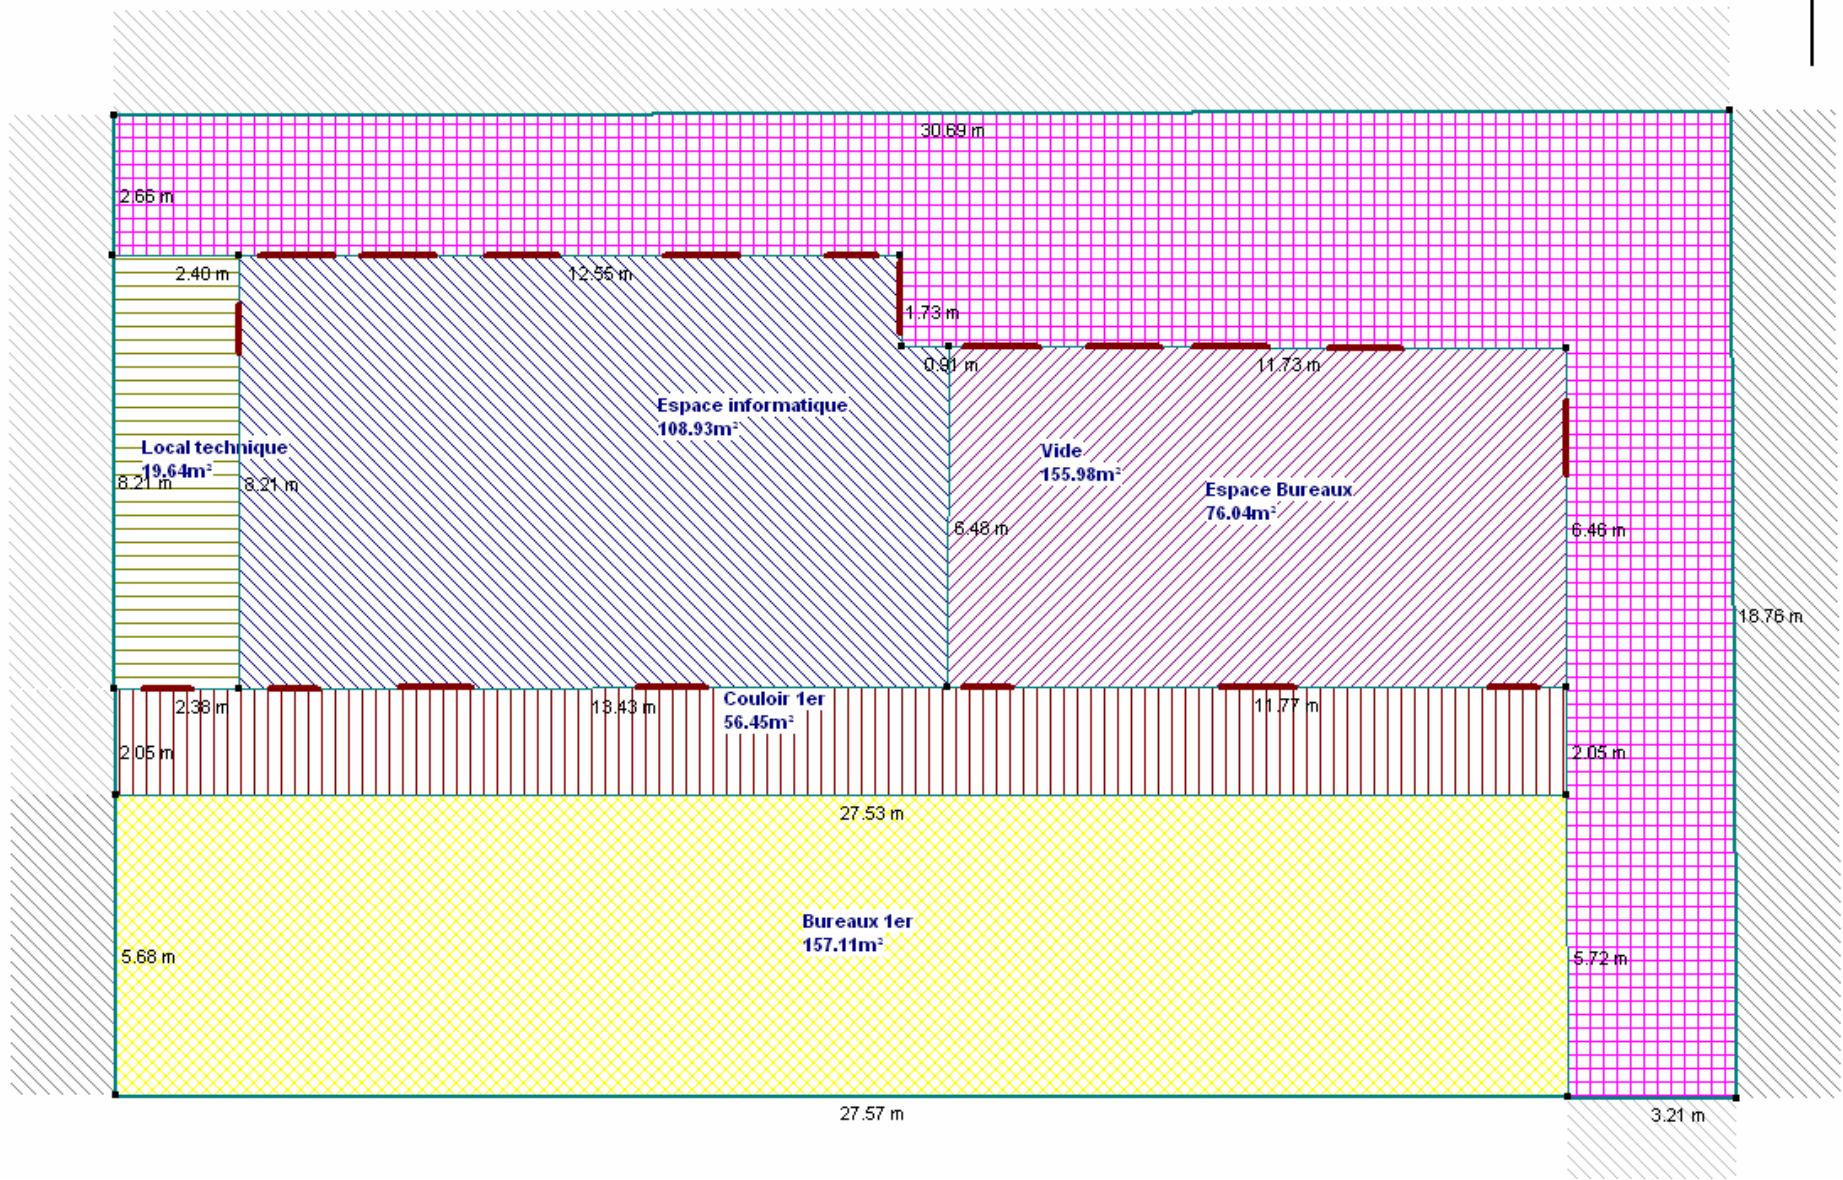 30.69 m
2.66 m
2.40 m
12.55 m
1.73 m
0.91 m
11.73 m
Espace informatique
108.93m²
Local technique
19.64m²
8.21 m
8.21 m
Vide
155.98m²
Espace Bureaux
76.04m²
6.48 m
6.46 m
18.76 m
2.38 m
13.43 m
Couloir 1er
56.45m²
11.77 m
2.05 m
2.05 m
27.53 m
Bureaux 1er
157.11m²
5.68 m
5.72 m
27.57 m
3.21 m